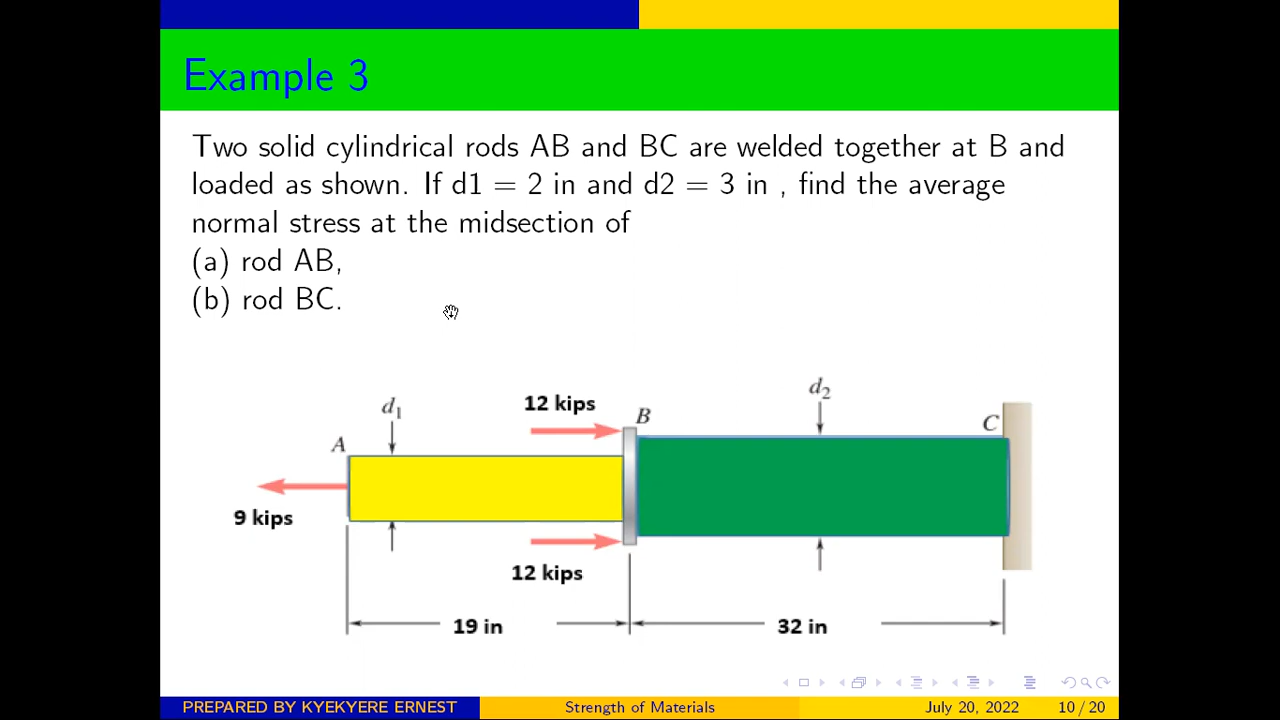 Example 3
Two solid cylindrical rods AB and BC are welded together at B and
loaded as shown. If d1 = 2 in and d2 = 3 in , find the average
normal stress at the midsection of
(a) rod AB,
(b) rod BC.
d₂
12 kips
B
d₁
C
A
9 kips
12 kips
19 in
32 in
PREPARED BY KYEKYERE ERNEST
Strength of Materials
July 20, 2022
10 / 20